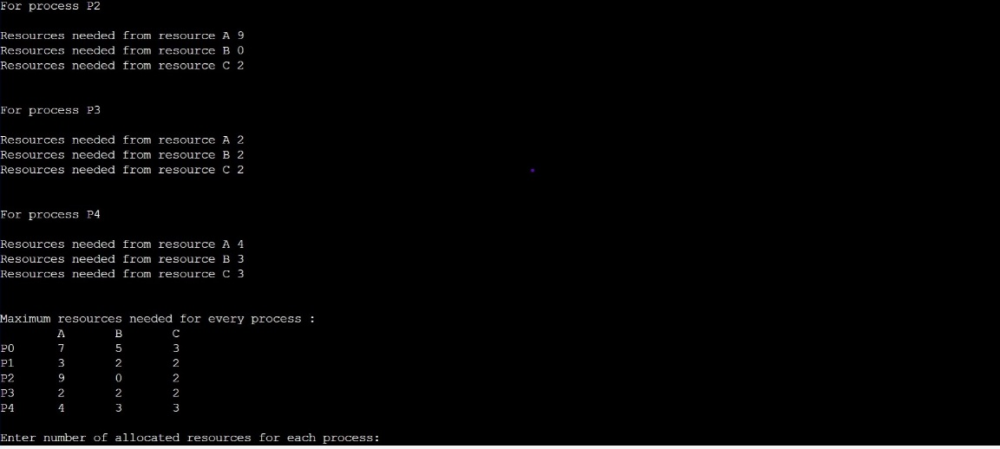 For process P2
Resources needed from resource A 9
Resources needed from resource B 0
Resources needed from resource C 2
For process P3
Resources needed from resource A 2
Resources needed from resource B 2
Resources needed from resource C 2
For process P4
Resources needed from resource A 4
Resources needed from resource B 3
Resources needed from resource C 3
Maximum resources needed for every process :
A B C
P0 7 5 3
P1 3 2 2
P2 9 0 2
P3 2 2 2
P4 4 3 3
Enter number of allocated resources for each process: